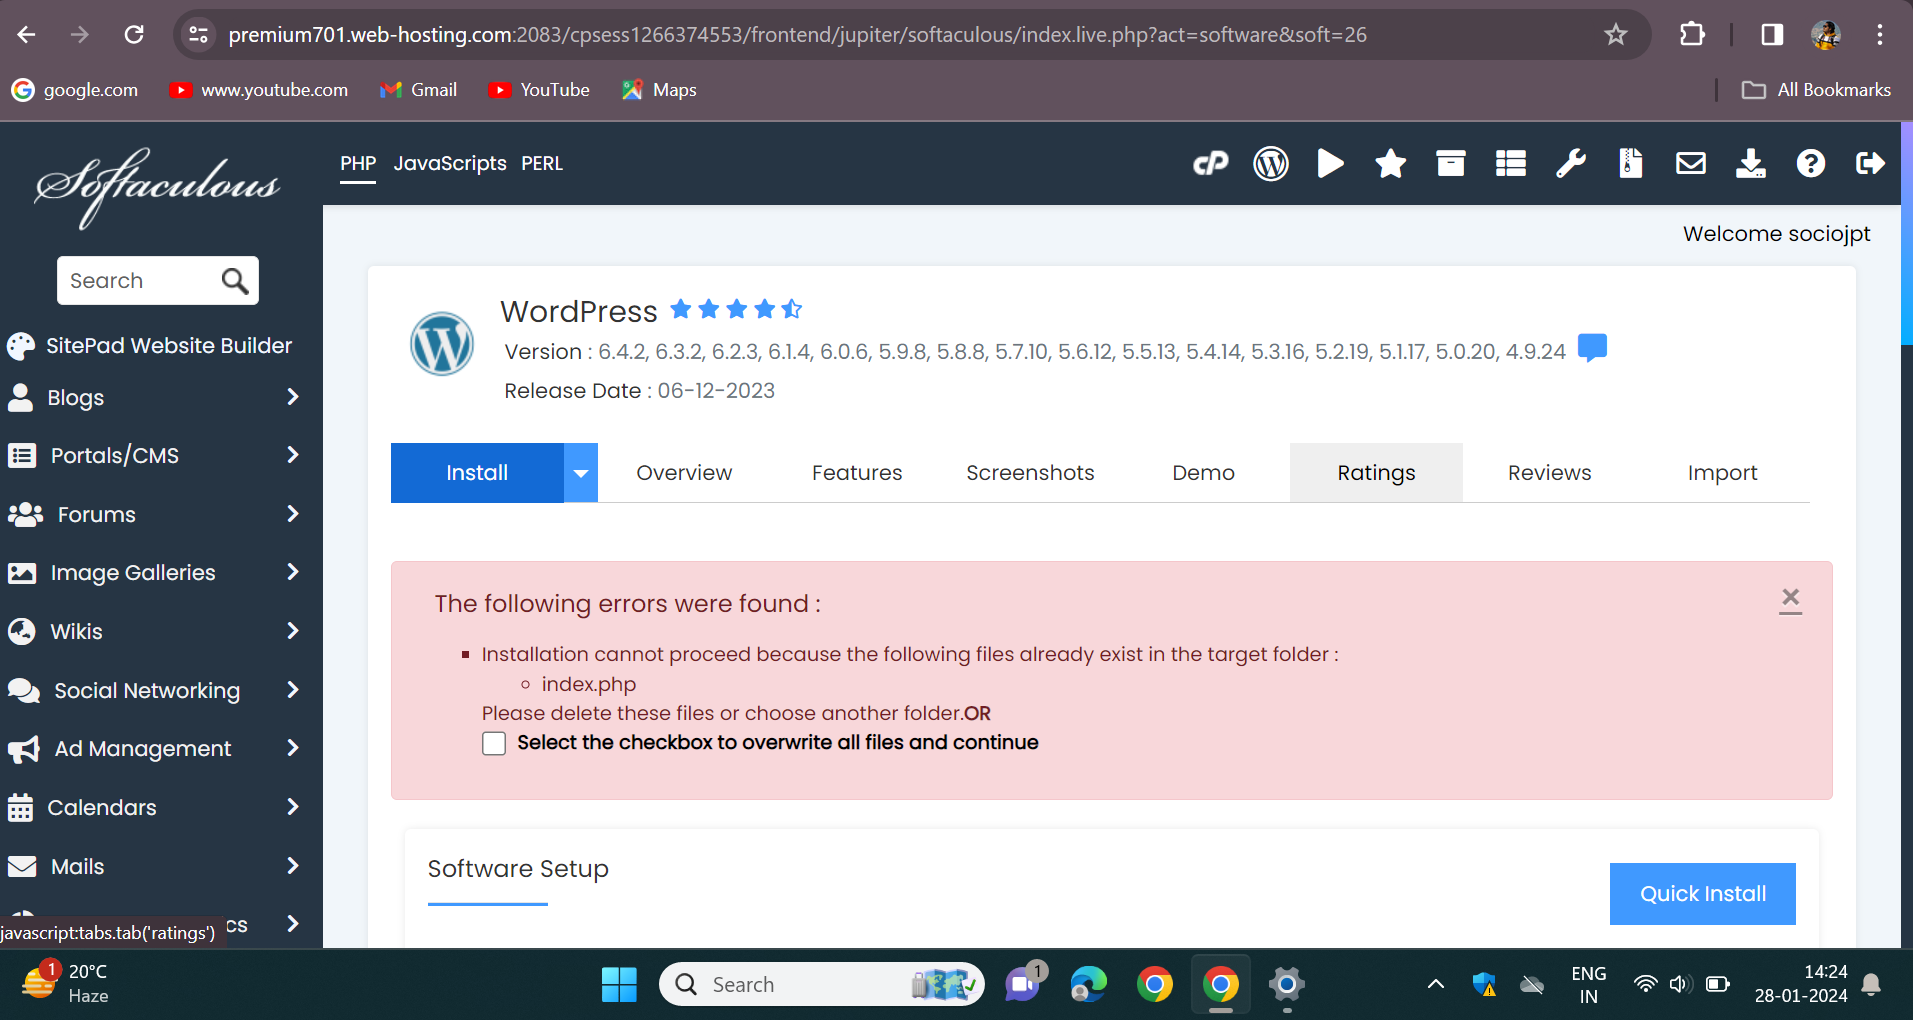 premium701.web-hosting.com:2083/cpsess1266374553/frontend/jupiter/softaculous/index.live.php?act=software&soft=26
google.com www.youtube.com Gmail YouTube Maps All Bookmarks
Softaculous
PHP JavaScripts PERL
cP
Welcome sociojpt
Search
SitePad Website Builder
Blogs
Portals/CMS
Forums
Image Galleries
Wikis
Social Networking
Ad Management
Calendars
Mails
cs
javascript:tabs.tab('ratings')
WordPress
Version : 6.4.2, 6.3.2, 6.2.3, 6.1.4, 6.0.6, 5.9.8, 5.8.8, 5.7.10, 5.6.12, 5.5.13, 5.4.14, 5.3.16, 5.2.19, 5.1.17, 5.0.20, 4.9.24
Release Date : 06-12-2023
Install Overview Features Screenshots Demo Ratings Reviews Import
The following errors were found :
Installation cannot proceed because the following files already exist in the target folder :
index.php
Please delete these files or choose another folder.OR
Select the checkbox to overwrite all files and continue
Software Setup
Quick Install
1
20°C
Haze
Search
1
ENG
IN
14:24
28-01-2024